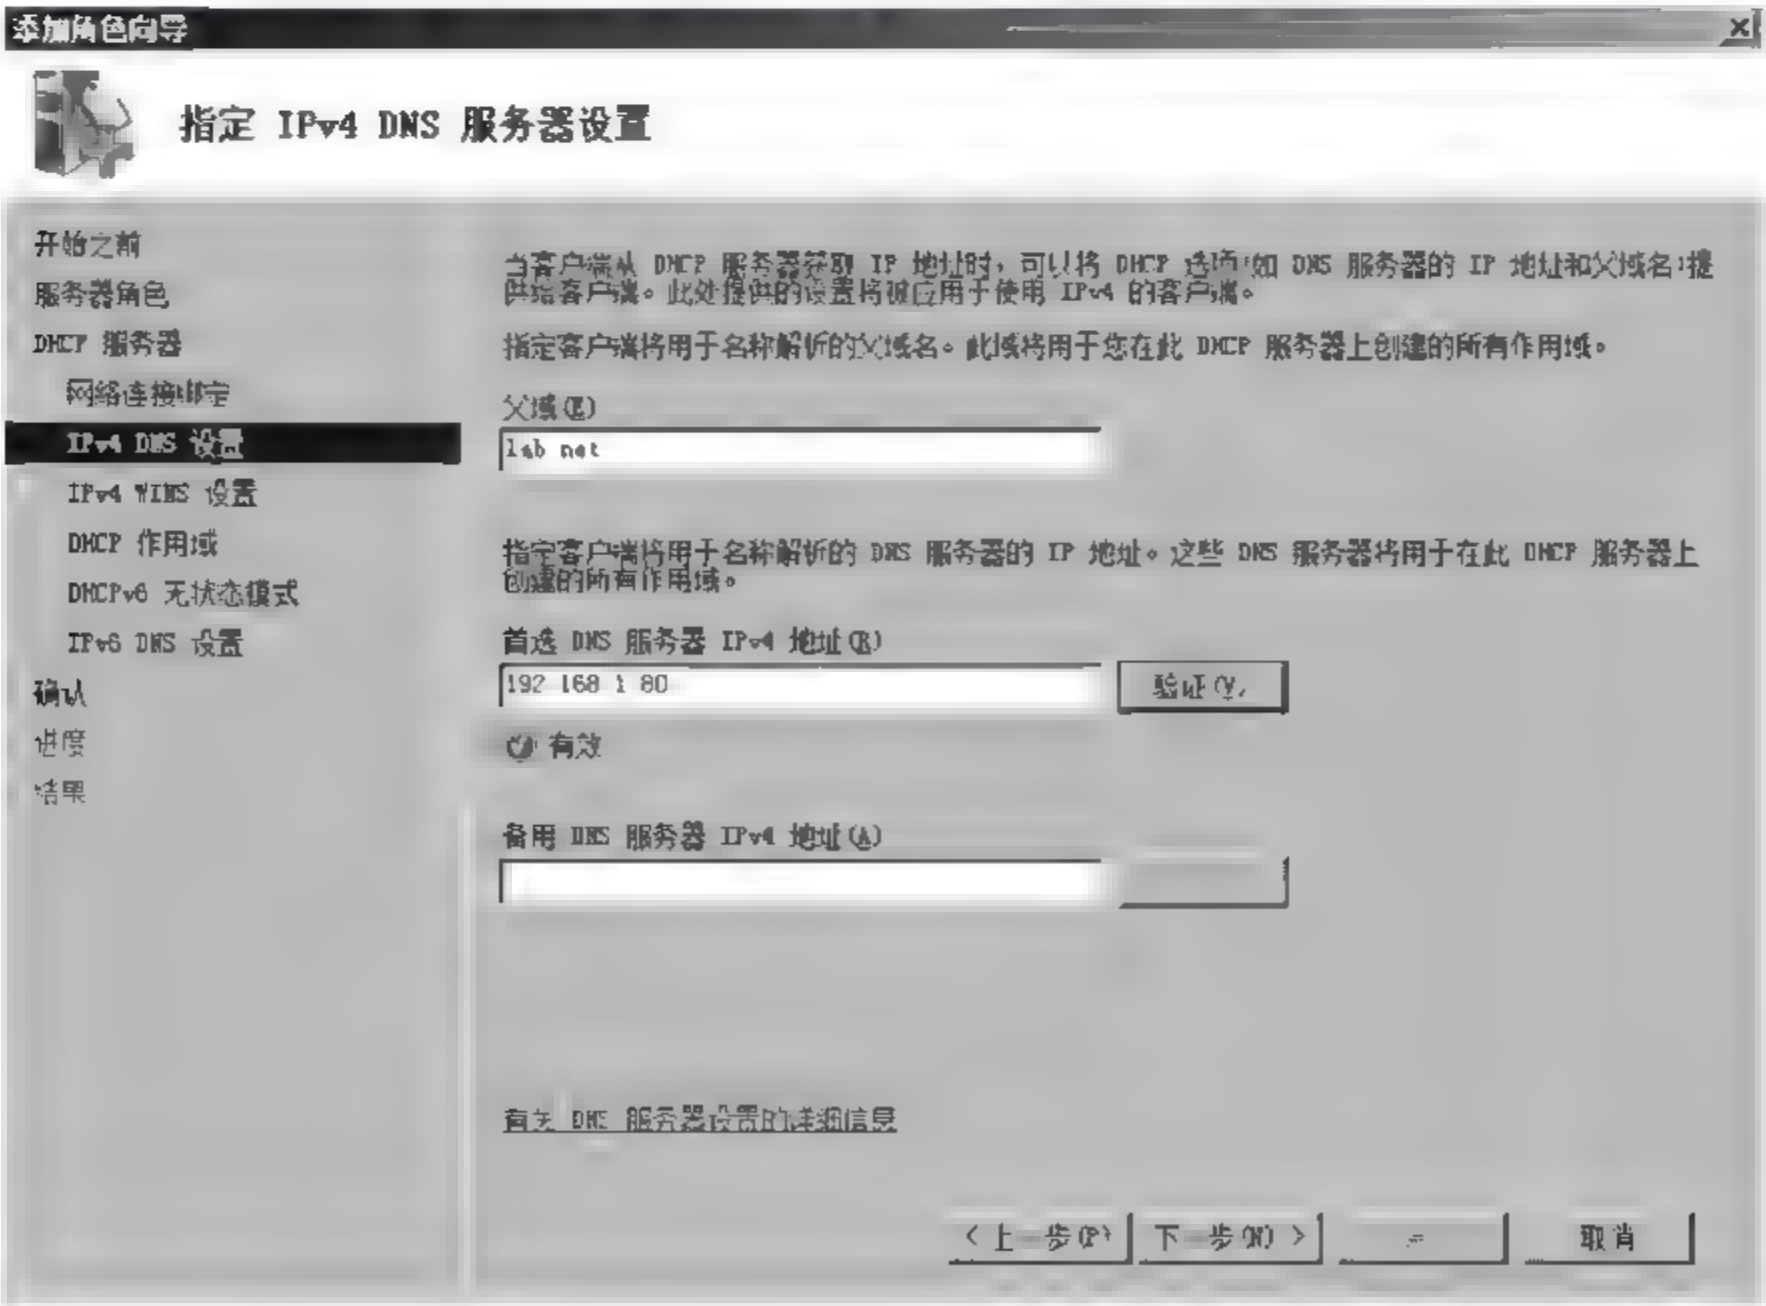 添加角色向导
指定 IPv4 DNS 服务器设置
开始之前
服务器角色
DHCP 服务器
网络连接绑定
IPv4 DNS 设置
IPv4 WINS 设置
DHCP 作用域
DHCPv6 无状态模式
IPv6 DNS 设置
确认
进度
结果
当客户端从 DHCP 服务器获取 IP 地址时，可以将 DHCP 选项(如 DNS 服务器的 IP 地址和父域名)提
供给客户端。此处提供的设置将被应用于使用 IPv4 的客户端。
指定客户端将用于名称解析的父域名。此域将用于您在此 DHCP 服务器上创建的所有作用域。
父域(E)
lab net
指定客户端将用于名称解析的 DNS 服务器的 IP 地址。这些 DNS 服务器将用于在此 DHCP 服务器上
创建的所有作用域。
首选 DNS 服务器 IPv4 地址(R)
192 168 1 80
验证(V)
有效
备用 DNS 服务器 IPv4 地址(A)
有关 DNS 服务器设置的详细信息
< 上一步(P)
下一步(N) >
取消